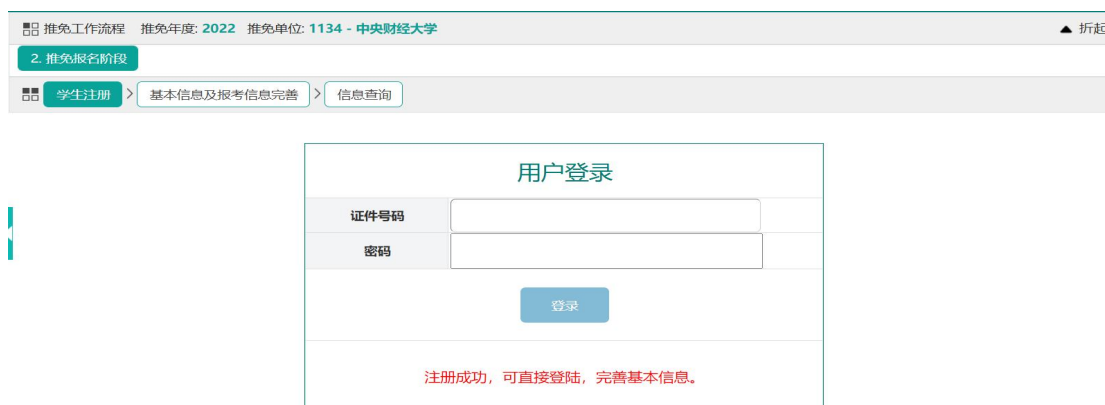 推免工作流程 推免年度: 2022 推免单位: 1134 - 中央财经大学 ▲ 折起
2. 推免报名阶段
学生注册 > 基本信息及报考信息完善 > 信息查询
用户登录
证件号码
密码
登录
注册成功，可直接登陆，完善基本信息。